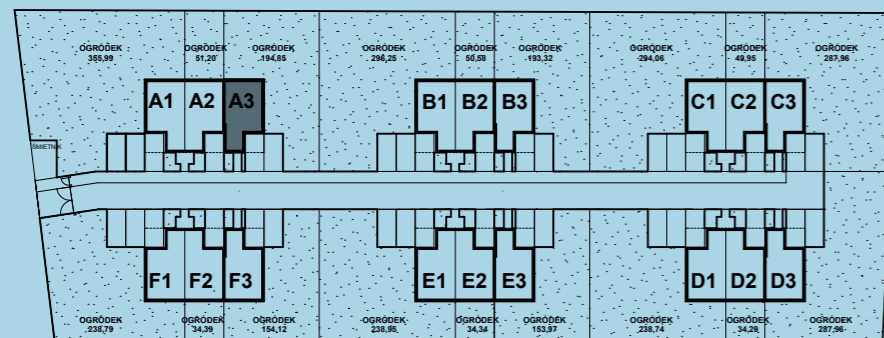 OGRÓDEK OGRÓDEK OGRÓDEK OGRÓDEK OGRÓDEK OGRÓDEK OGRÓDEK OGRÓDEK OGRÓDEK
355,99 51,20 194,85 296,25 50,58 193,32 294,06 49,95 287,96
A1 A2 A3 B1 B2 B3 C1 C2 C3
ŚMIETNIK
F1 F2 F3 E1 E2 E3 D1 D2 D3
OGRÓDEK OGRÓDEK OGRÓDEK OGRÓDEK OGRÓDEK OGRÓDEK OGRÓDEK OGRÓDEK OGRÓDEK
238,79 34,39 154,12 238,95 34,34 153,97 238,74 34,29 287,96